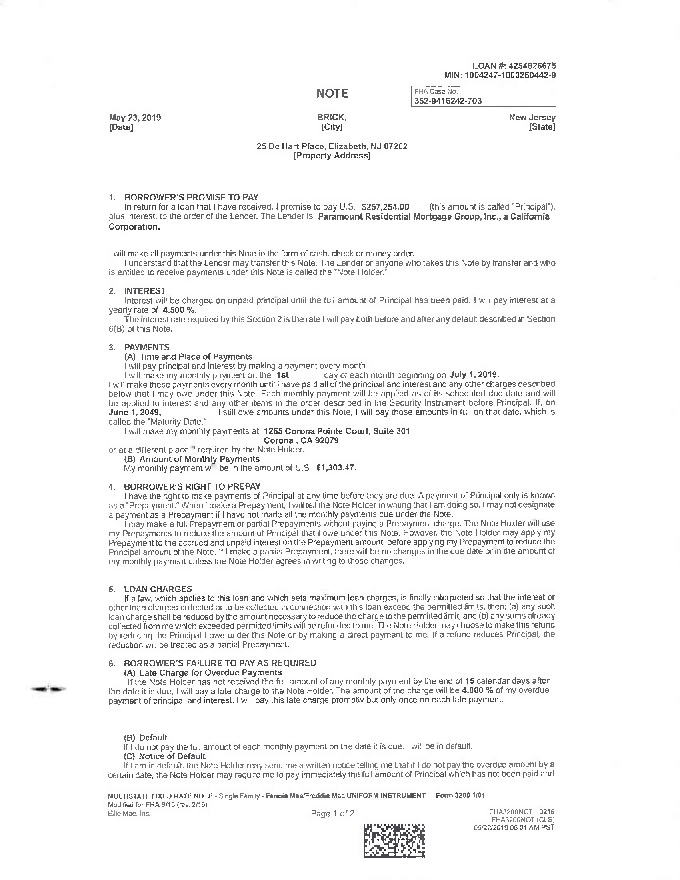 LOAN #: 4254826675
MIN: 1004247-1003260442-9
NOTE
FHA Case No.
352-9416242-703
May 23, 2019 BRICK, New Jersey
[Date] [City] [State]
25 De Hart Place, Elizabeth, NJ 07202
[Property Address]
1. BORROWER'S PROMISE TO PAY
In return for a loan that I have received, I promise to pay U.S. $257,254.00 (this amount is called "Principal"),
plus interest, to the order of the Lender. The Lender is Paramount Residential Mortgage Group, Inc., a California
Corporation.
I will make all payments under this Note in the form of cash, check or money order.
I understand that the Lender may transfer this Note. The Lender or anyone who takes this Note by transfer and who
is entitled to receive payments under this Note is called the "Note Holder."
2. INTEREST
Interest will be charged on unpaid principal until the full amount of Principal has been paid. I will pay interest at a
yearly rate of 4.500 %.
The interest rate required by this Section 2 is the rate I will pay both before and after any default described in Section
6(B) of this Note.
3. PAYMENTS
(A) Time and Place of Payments
I will pay principal and interest by making a payment every month.
I will make my monthly payment on the 1st day of each month beginning on July 1, 2019.
I will make these payments every month until I have paid all of the principal and interest and any other charges described
below that I may owe under this Note. Each monthly payment will be applied as of its scheduled due date and will
be applied to interest and any other items in the order described in the Security Instrument before Principal. If, on
June 1, 2049, I still owe amounts under this Note, I will pay those amounts in full on that date, which is
called the "Maturity Date."
I will make my monthly payments at 1265 Corona Pointe Court, Suite 301
Corona, CA 92079
or at a different place if required by the Note Holder.
(B) Amount of Monthly Payments
My monthly payment will be in the amount of U.S. $1,303.47.
4. BORROWER'S RIGHT TO PREPAY
I have the right to make payments of Principal at any time before they are due. A payment of Principal only is known
as a "Prepayment." When I make a Prepayment, I will tell the Note Holder in writing that I am doing so. I may not designate
a payment as a Prepayment if I have not made all the monthly payments due under the Note.
I may make a full Prepayment or partial Prepayments without paying a Prepayment charge. The Note Holder will use
my Prepayments to reduce the amount of Principal that I owe under this Note. However, the Note Holder may apply my
Prepayment to the accrued and unpaid interest on the Prepayment amount, before applying my Prepayment to reduce the
Principal amount of the Note. If I make a partial Prepayment, there will be no changes in the due date or in the amount of
my monthly payment unless the Note Holder agrees in writing to those changes.
5. LOAN CHARGES
If a law, which applies to this loan and which sets maximum loan charges, is finally interpreted so that the interest or
other loan charges collected or to be collected in connection with this loan exceed the permitted limits, then: (a) any such
loan charge shall be reduced by the amount necessary to reduce the charge to the permitted limit; and (b) any sums already
collected from me which exceeded permitted limits will be refunded to me. The Note Holder may choose to make this refund
by reducing the Principal I owe under this Note or by making a direct payment to me. If a refund reduces Principal, the
reduction will be treated as a partial Prepayment.
6. BORROWER'S FAILURE TO PAY AS REQUIRED
(A) Late Charge for Overdue Payments
If the Note Holder has not received the full amount of any monthly payment by the end of 15 calendar days after
the date it is due, I will pay a late charge to the Note Holder. The amount of the charge will be 4.000 % of my overdue
payment of principal and interest. I will pay this late charge promptly but only once on each late payment.
(B) Default
If I do not pay the full amount of each monthly payment on the date it is due, I will be in default.
(C) Notice of Default
If I am in default, the Note Holder may send me a written notice telling me that if I do not pay the overdue amount by a
certain date, the Note Holder may require me to pay immediately the full amount of Principal which has not been paid and
MULTISTATE FIXED RATE NOTE - Single Family - Fannie Mae/Freddie Mac UNIFORM INSTRUMENT Form 3200 1/01
Modified for FHA 9/15 (rev. 2/16)
Ellie Mae, Inc. Page 1 of 2 FHA3200NOT 0216
FHA3200NOT (CLS)
05/22/2019 06:01 AM PST